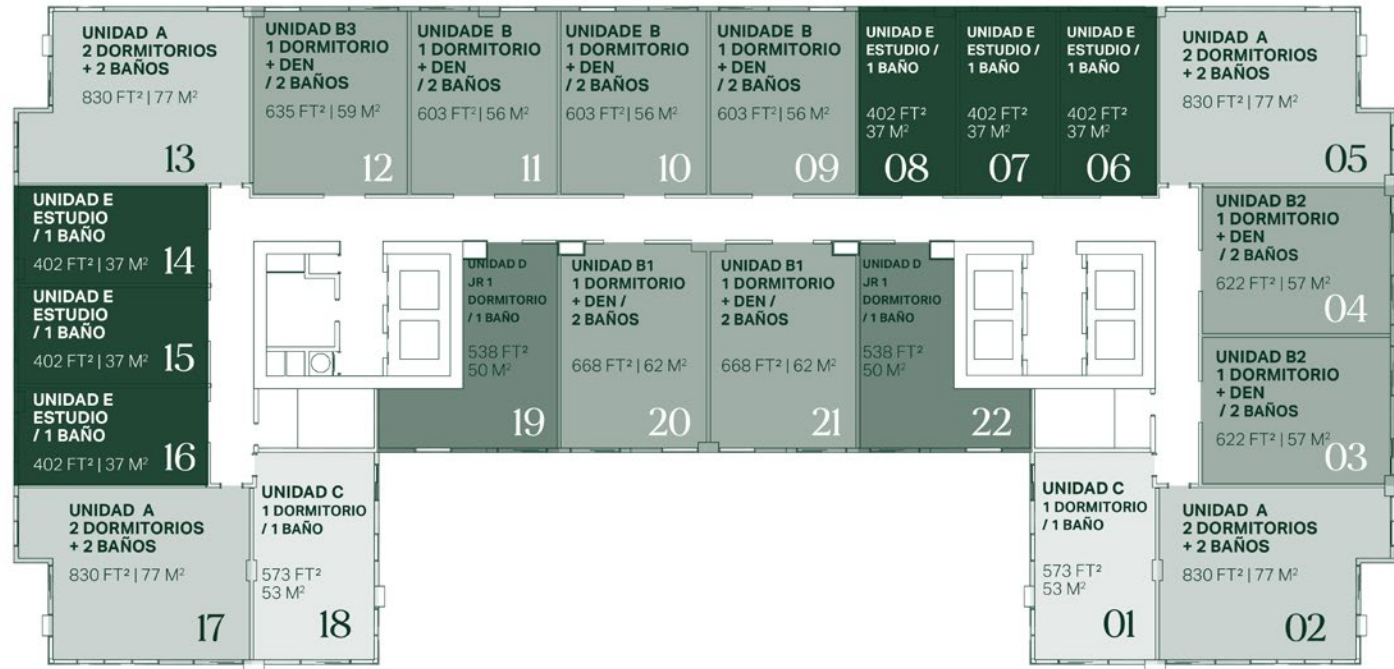 UNIDAD A
2 DORMITORIOS
+ 2 BAÑOS
830 FT² | 77 M²
13
UNIDAD B3
1 DORMITORIO
+ DEN
/ 2 BAÑOS
635 FT² | 59 M²
12
UNIDADE B
1 DORMITORIO
+ DEN
/ 2 BAÑOS
603 FT² | 56 M²
11
UNIDADE B
1 DORMITORIO
+ DEN
/ 2 BAÑOS
603 FT² | 56 M²
10
UNIDADE B
1 DORMITORIO
+ DEN
/ 2 BAÑOS
603 FT² | 56 M²
09
UNIDAD E
ESTUDIO /
1 BAÑO
402 FT²
37 M²
08
UNIDAD E
ESTUDIO /
1 BAÑO
402 FT²
37 M²
07
UNIDAD E
ESTUDIO /
1 BAÑO
402 FT²
37 M²
06
UNIDAD A
2 DORMITORIOS
+ 2 BAÑOS
830 FT² | 77 M²
05
UNIDAD E
ESTUDIO
/ 1 BAÑO
402 FT² | 37 M²
14
UNIDAD E
ESTUDIO
/ 1 BAÑO
402 FT² | 37 M²
15
UNIDAD E
ESTUDIO
/ 1 BAÑO
402 FT² | 37 M²
16
UNIDAD D
JR 1
DORMITORIO
/ 1 BAÑO
538 FT²
50 M²
19
UNIDAD B1
1 DORMITORIO
+ DEN /
2 BAÑOS
668 FT² | 62 M²
20
UNIDAD B1
1 DORMITORIO
+ DEN /
2 BAÑOS
668 FT² | 62 M²
21
UNIDAD D
JR 1
DORMITORIO
/ 1 BAÑO
538 FT²
50 M²
22
UNIDAD B2
1 DORMITORIO
+ DEN
/ 2 BAÑOS
622 FT² | 57 M²
04
UNIDAD B2
1 DORMITORIO
+ DEN
/ 2 BAÑOS
622 FT² | 57 M²
03
UNIDAD A
2 DORMITORIOS
+ 2 BAÑOS
830 FT² | 77 M²
17
UNIDAD C
1 DORMITORIO
/ 1 BAÑO
573 FT²
53 M²
18
UNIDAD C
1 DORMITORIO
/ 1 BAÑO
573 FT²
53 M²
01
UNIDAD A
2 DORMITORIOS
+ 2 BAÑOS
830 FT² | 77 M²
02